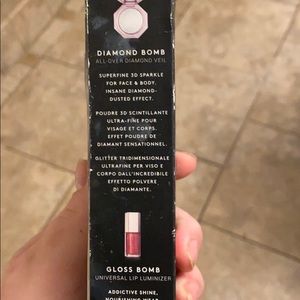 DIAMOND BOMB
ALL-OVER DIAMOND VEIL
SUPERFINE 3D SPARKLE
FOR FACE & BODY.
INSANE DIAMOND-
DUSTED EFFECT.
POUDRE 3D SCINTILLANTE
ULTRA-FINE POUR
VISAGE ET CORPS.
EFFET POUDRE DE
DIAMANT SENSATIONNEL.
GLITTER TRIDIMENSIONALE
ULTRAFINE PER VISO E
CORPO DALL'INCREDIBILE
EFFETTO POLVERE
DI DIAMANTE.
GLOSS BOMB
UNIVERSAL LIP LUMINIZER
ADDICTIVE SHINE,
NOURISHING WEAR